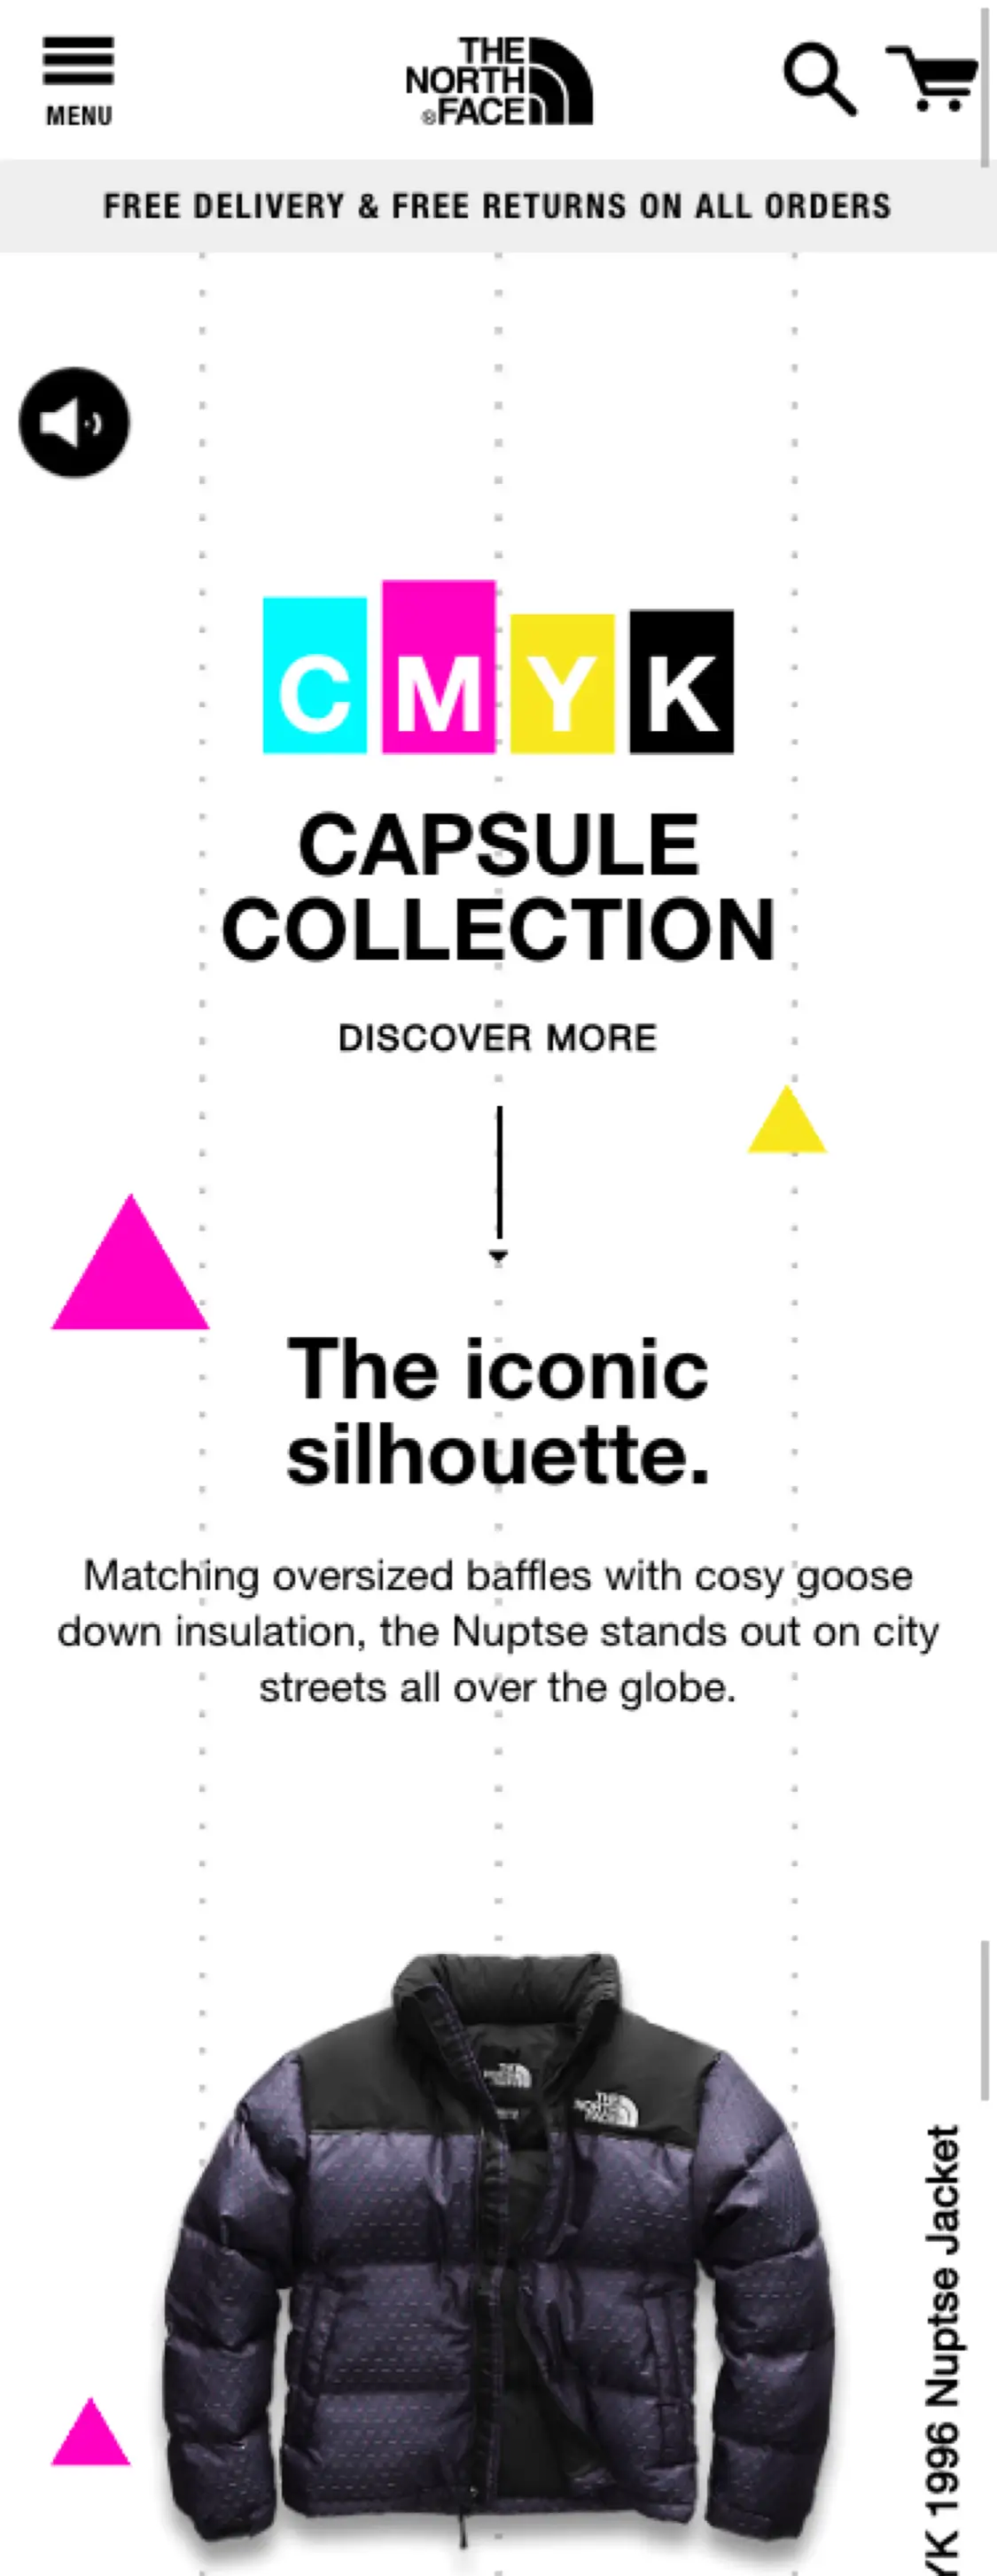 THE
NORTH
FACE
MENU
FREE DELIVERY & FREE RETURNS ON ALL ORDERS
CMYK
CAPSULE
COLLECTION
DISCOVER MORE
The iconic
silhouette.
Matching oversized baffles with cosy goose
down insulation, the Nuptse stands out on city
streets all over the globe.
THE
NORTH
FACE
YK 1996 Nuptse Jacket